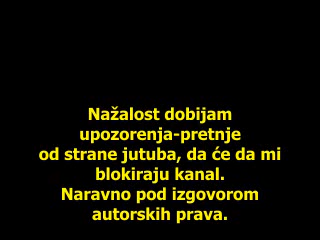 Nažalost dobijam
upozorenja-pretnje
od strane jutuba, da će da mi
blokiraju kanal.
Naravno pod izgovorom
autorskih prava.